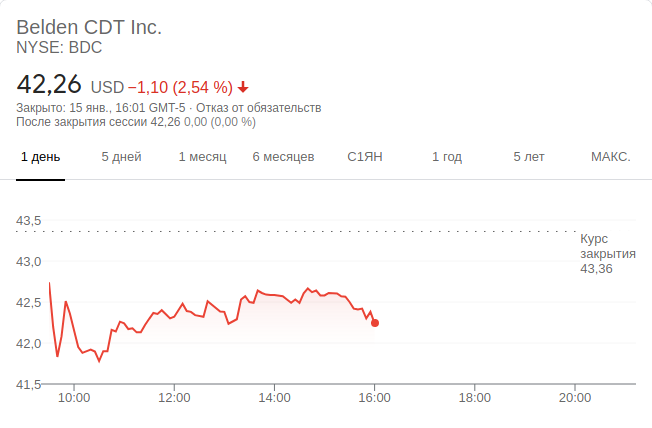 Belden CDT Inc.
NYSE: BDC
42,26 USD −1,10 (2,54 %)
Закрыто: 15 янв., 16:01 GMT-5 · Отказ от обязательств
После закрытия сессии 42,26 0,00 (0,00 %)
1 день 5 дней 1 месяц 6 месяцев С1ЯН 1 год 5 лет МАКС.
43,5
Курс
закрытия
43,36
43,0
42,5
42,0
41,5
10:00 12:00 14:00 16:00 18:00 20:00